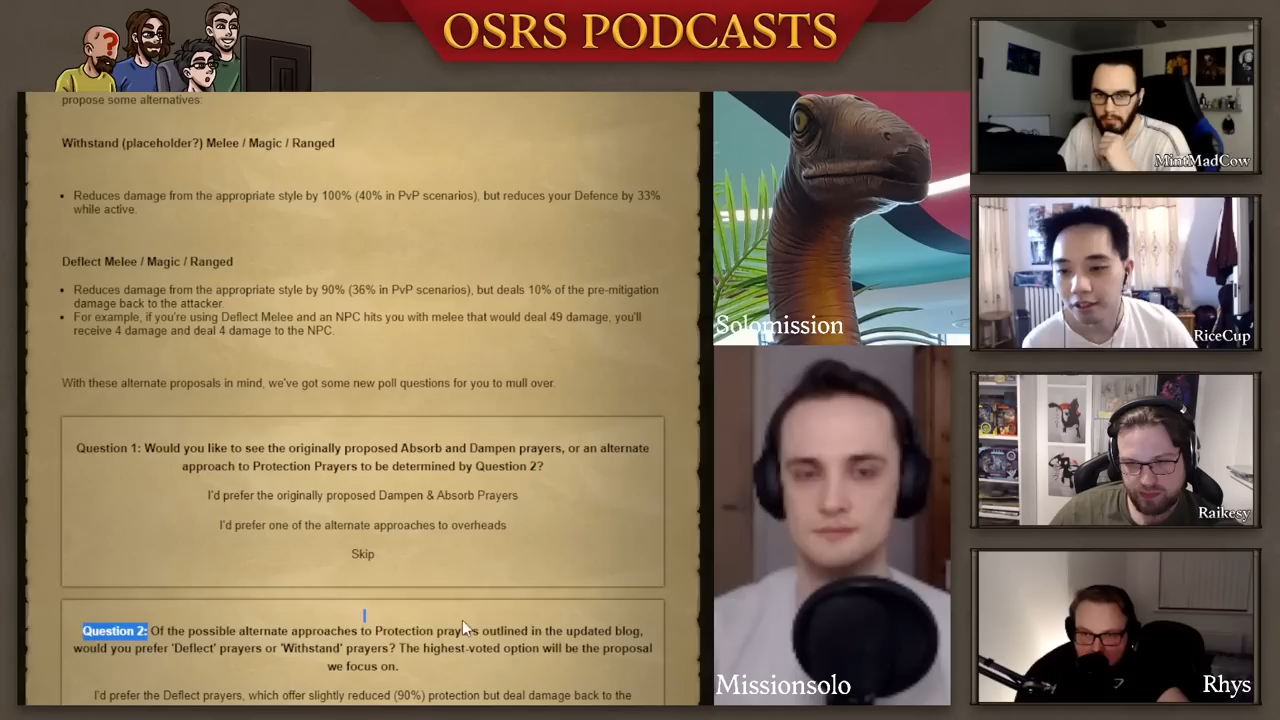 OSRS PODCASTS
propose some alternatives:
Withstand (placeholder?) Melee / Magic / Ranged
• Reduces damage from the appropriate style by 100% (40% in PvP scenarios), but reduces your Defence by 33%
while active.
Deflect Melee / Magic / Ranged
• Reduces damage from the appropriate style by 90% (36% in PvP scenarios), but deals 10% of the pre-mitigation
damage back to the attacker.
• For example, if you're using Deflect Melee and an NPC hits you with melee that would deal 49 damage, you'll
receive 4 damage and deal 4 damage to the NPC.
With these alternate proposals in mind, we've got some new poll questions for you to mull over.
Question 1: Would you like to see the originally proposed Absorb and Dampen prayers, or an alternate
approach to Protection Prayers to be determined by Question 2?
I'd prefer the originally proposed Dampen & Absorb Prayers
I'd prefer one of the alternate approaches to overheads
Skip
Question 2: Of the possible alternate approaches to Protection prayers outlined in the updated blog,
would you prefer 'Deflect' prayers or 'Withstand' prayers? The highest-voted option will be the proposal
we focus on.
I'd prefer the Deflect prayers, which offer slightly reduced (90%) protection but deal damage back to the
Solomission
Missionsolo
MintMadCow
RiceCup
Raikesy
Rhys